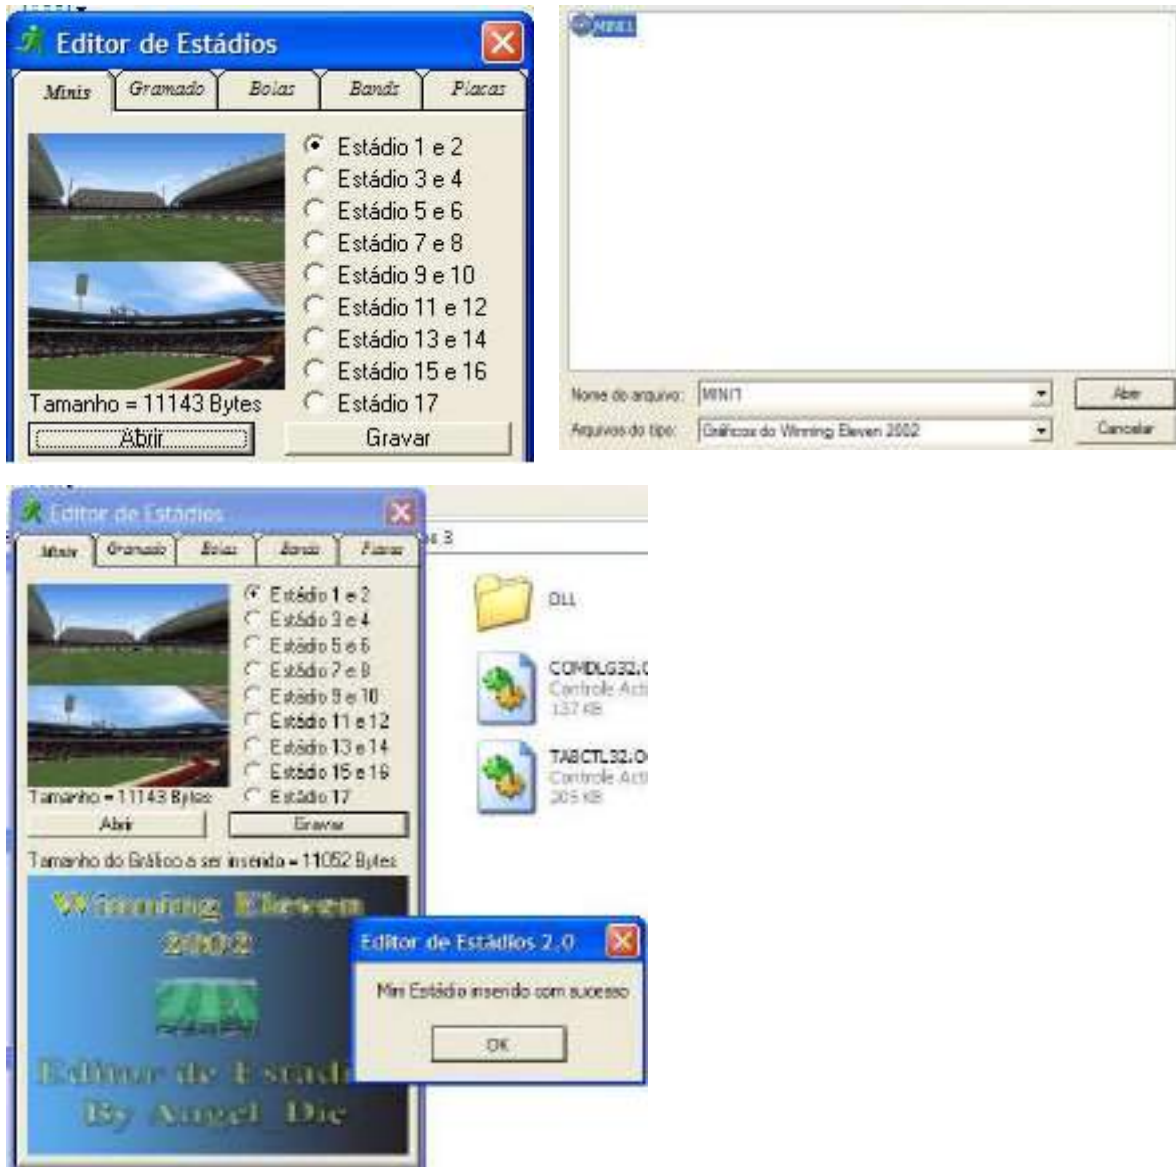 Editor de Estádios
Minis Gramado Bolas Bands Placas
Estádio 1 e 2
Estádio 3 e 4
Estádio 5 e 6
Estádio 7 e 8
Estádio 9 e 10
Estádio 11 e 12
Estádio 13 e 14
Estádio 15 e 16
Tamanho = 11143 Bytes Estádio 17
Abrir Gravar
MINI1
Nome do arquivo: MINI1 Abrir
Arquivos do tipo: Gráficos do Winning Eleven 2002 Cancelar
Editor de Estádios
Minis Gramado Bolas Bands Placas
Estádio 1 e 2
Estádio 3 e 4
Estádio 5 e 6
Estádio 7 e 8
Estádio 9 e 10
Estádio 11 e 12
Estádio 13 e 14
Estádio 15 e 16
Tamanho = 11143 Bytes Estádio 17
Abrir Gravar
Tamanho do Gráfico a ser inserido = 11052 Bytes
Winning Eleven
2002
Editor de Estádi
By Angel_Die
3
DLL
COMDLG32.O
Controle Acti
137 KB
TABCTL32.O
Controle Acti
205 KB
Editor de Estádios 2.0
Mini Estádio inserido com sucesso
OK